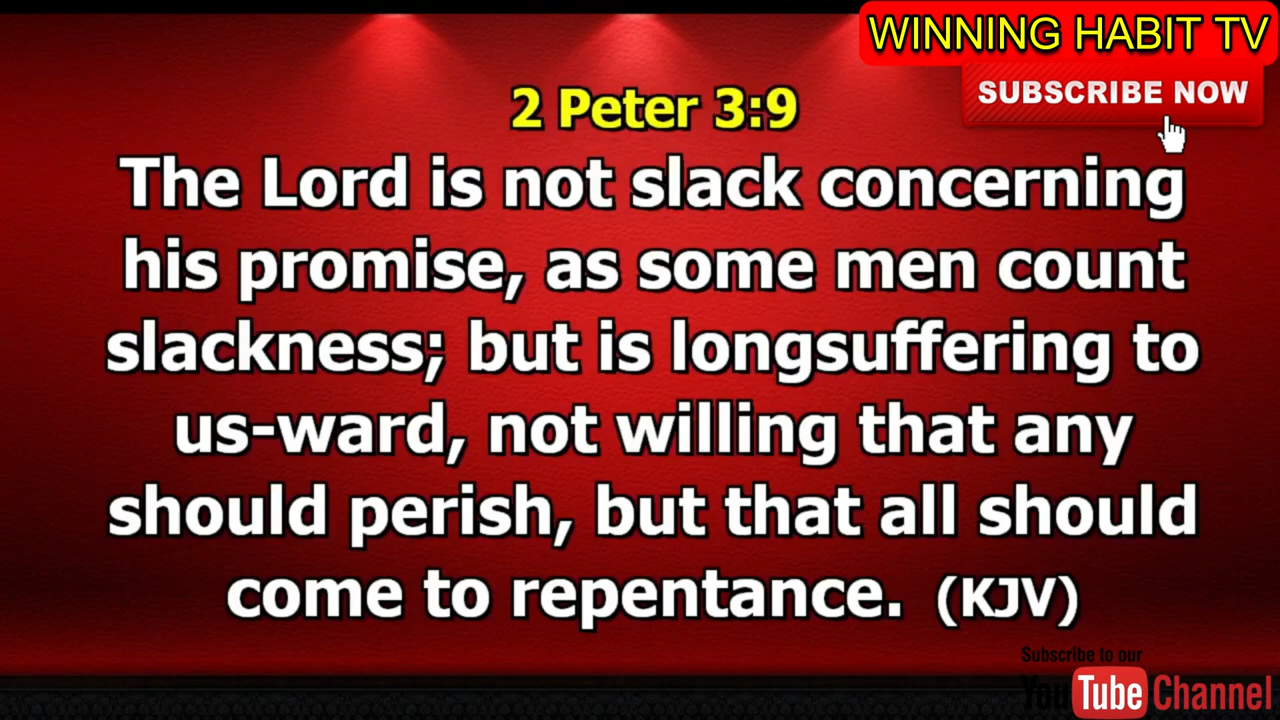 WINNING HABIT TV
SUBSCRIBE NOW
2 Peter 3:9
The Lord is not slack concerning
his promise, as some men count
slackness; but is longsuffering to
us-ward, not willing that any
should perish, but that all should
come to repentance. (KJV)
Subscribe to our
YouTube Channel